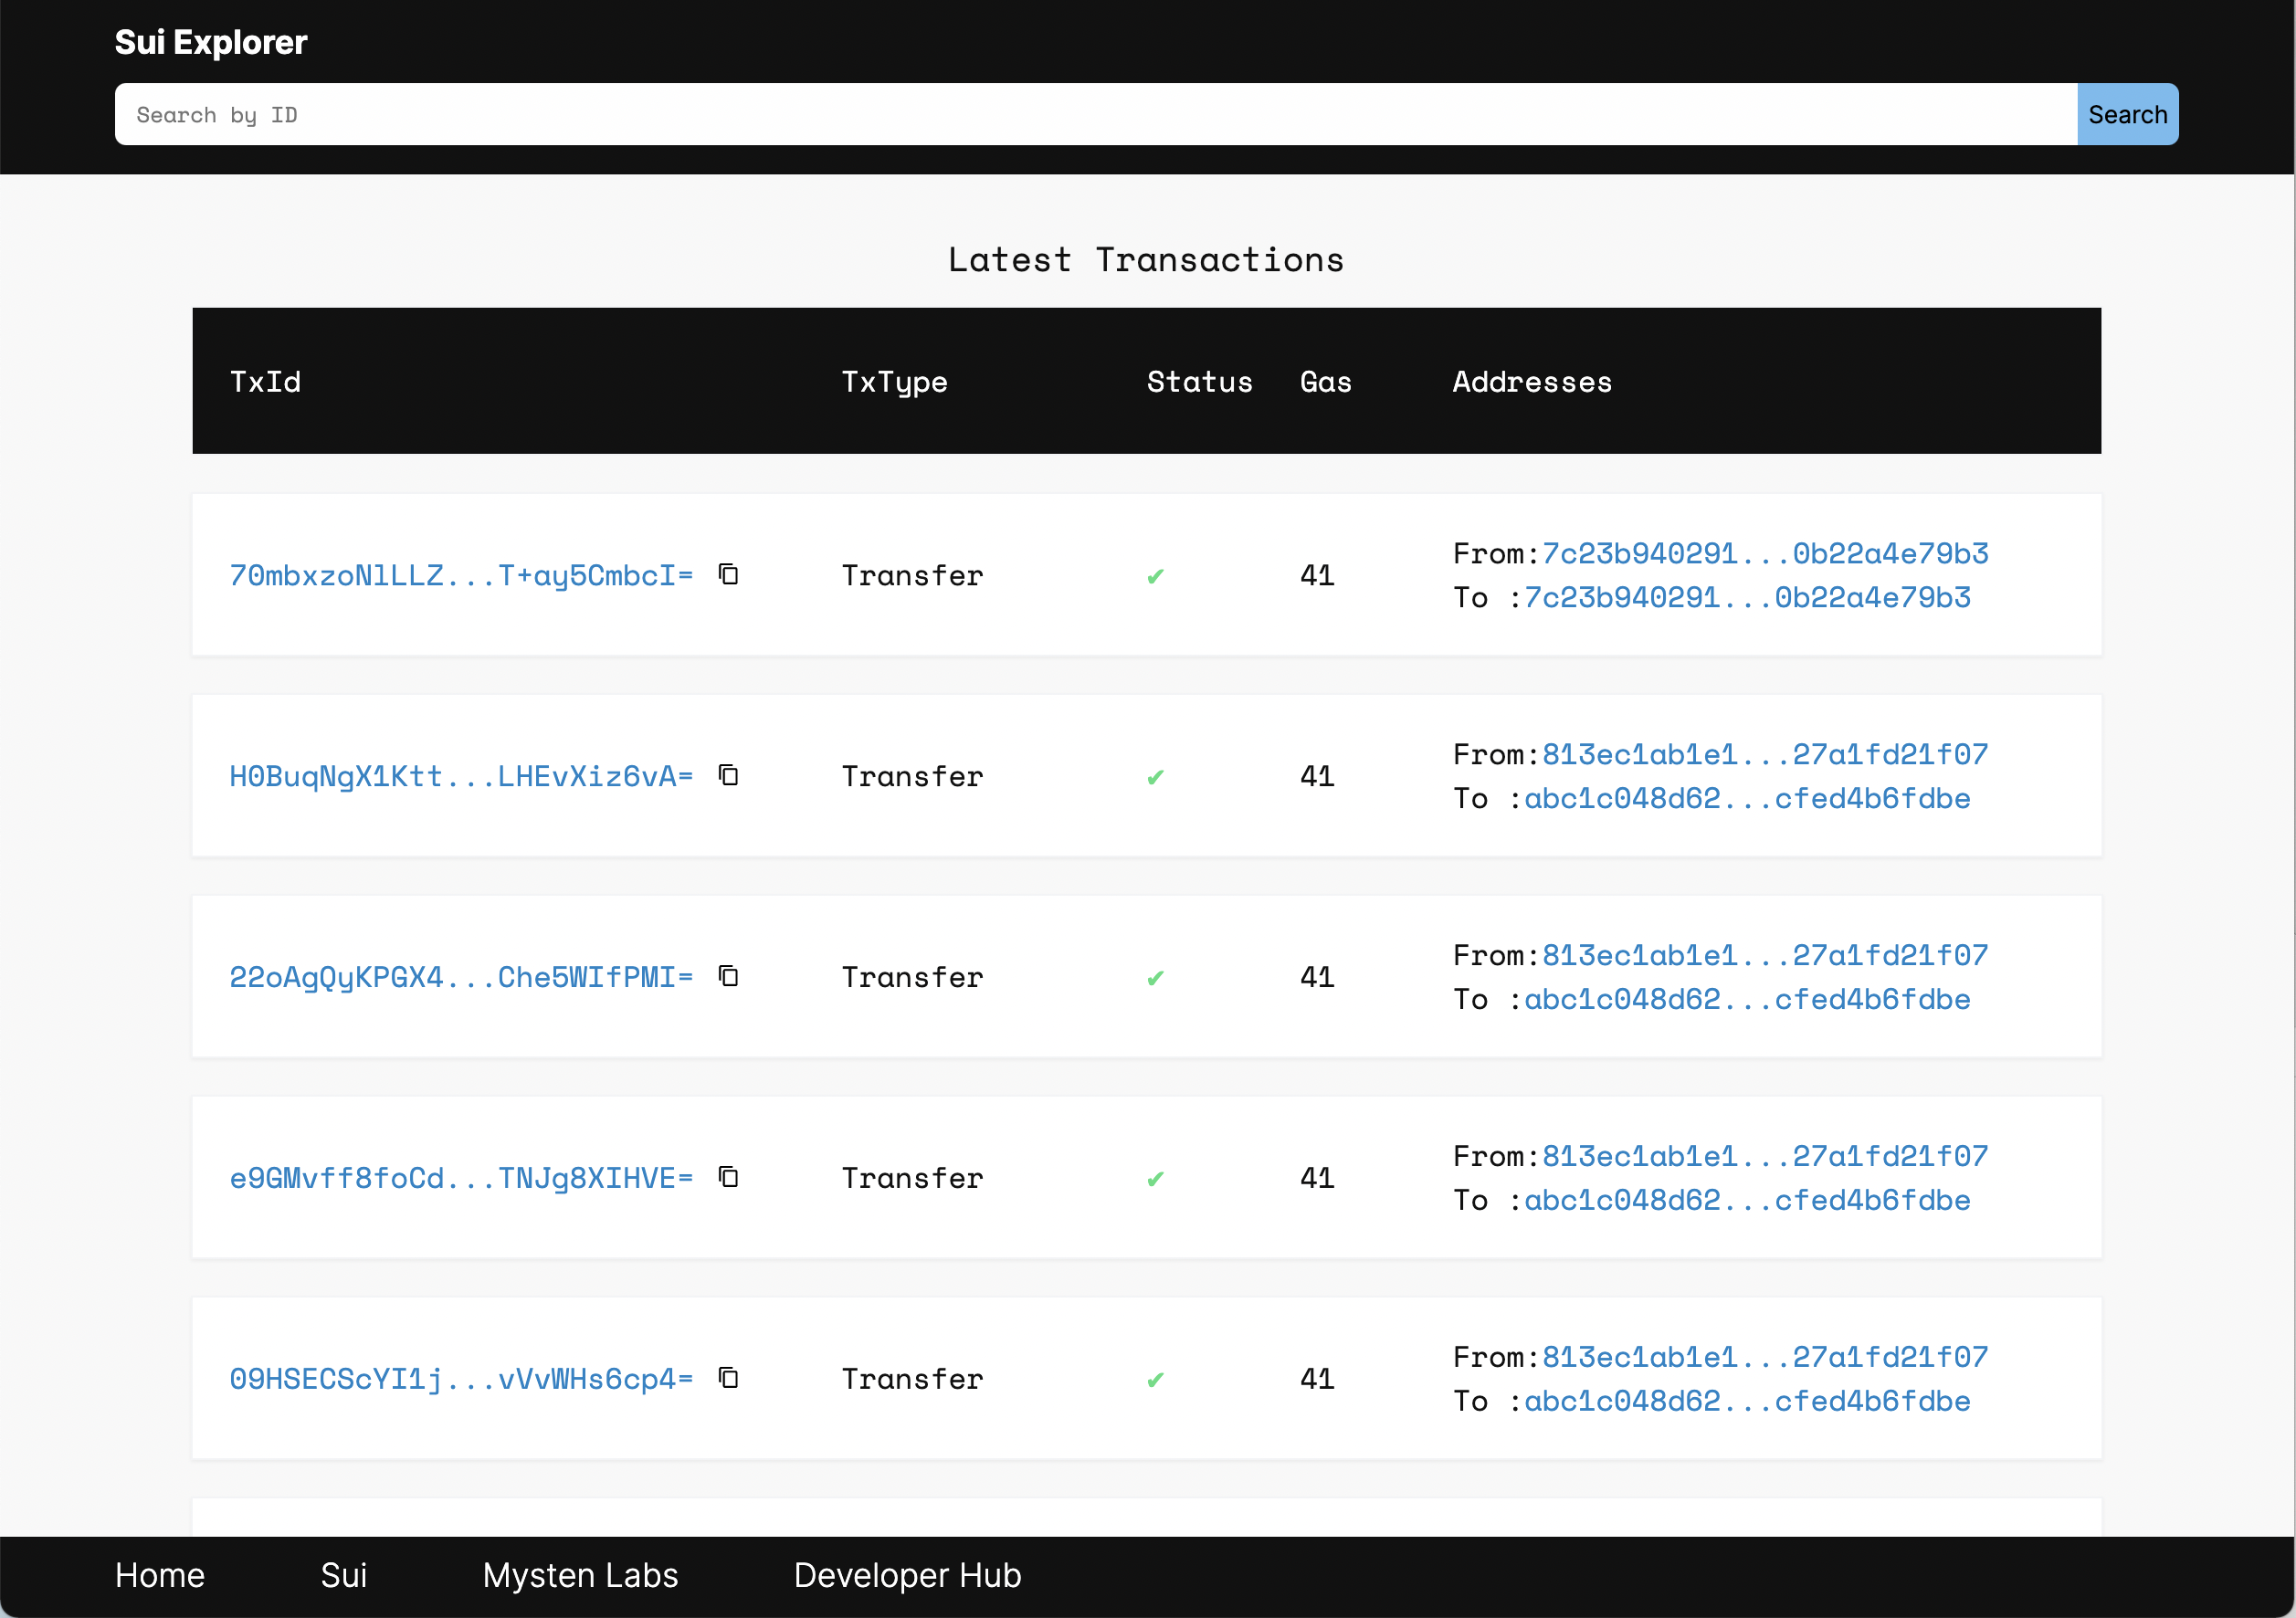 Sui Explorer
Search by ID
Search
Latest Transactions
TxId TxType Status Gas Addresses
70mbxzoNlLLZ...T+ay5CmbcI= Transfer ✔ 41 From:7c23b940291...0b22a4e79b3
To :7c23b940291...0b22a4e79b3
H0BuqNgX1Ktt...LHEvXiz6vA= Transfer ✔ 41 From:813ec1ab1e1...27a1fd21f07
To :abc1c048d62...cfed4b6fdbe
22oAgQyKPGX4...Che5WIfPMI= Transfer ✔ 41 From:813ec1ab1e1...27a1fd21f07
To :abc1c048d62...cfed4b6fdbe
e9GMvff8foCd...TNJg8XIHVE= Transfer ✔ 41 From:813ec1ab1e1...27a1fd21f07
To :abc1c048d62...cfed4b6fdbe
09HSECScYI1j...vVvWHs6cp4= Transfer ✔ 41 From:813ec1ab1e1...27a1fd21f07
To :abc1c048d62...cfed4b6fdbe
Home Sui Mysten Labs Developer Hub